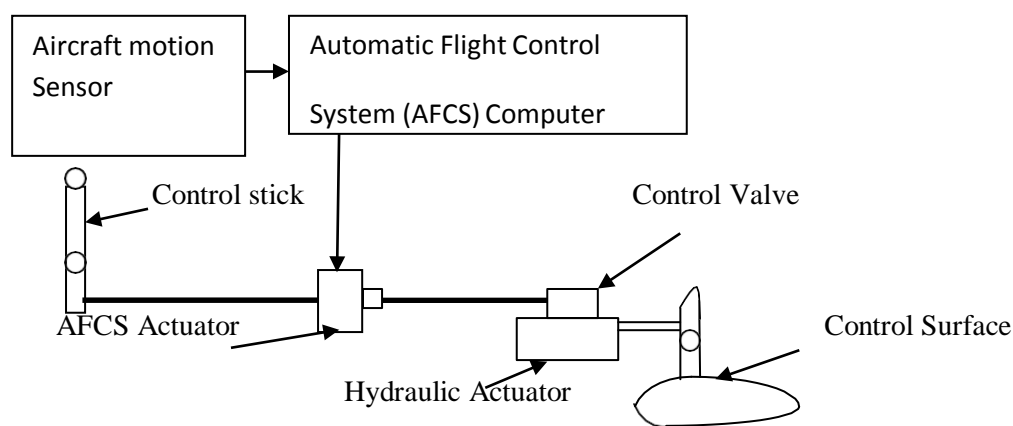 Aircraft motion
Sensor
Automatic Flight Control
System (AFCS) Computer
Control stick
Control Valve
AFCS Actuator
Control Surface
Hydraulic Actuator